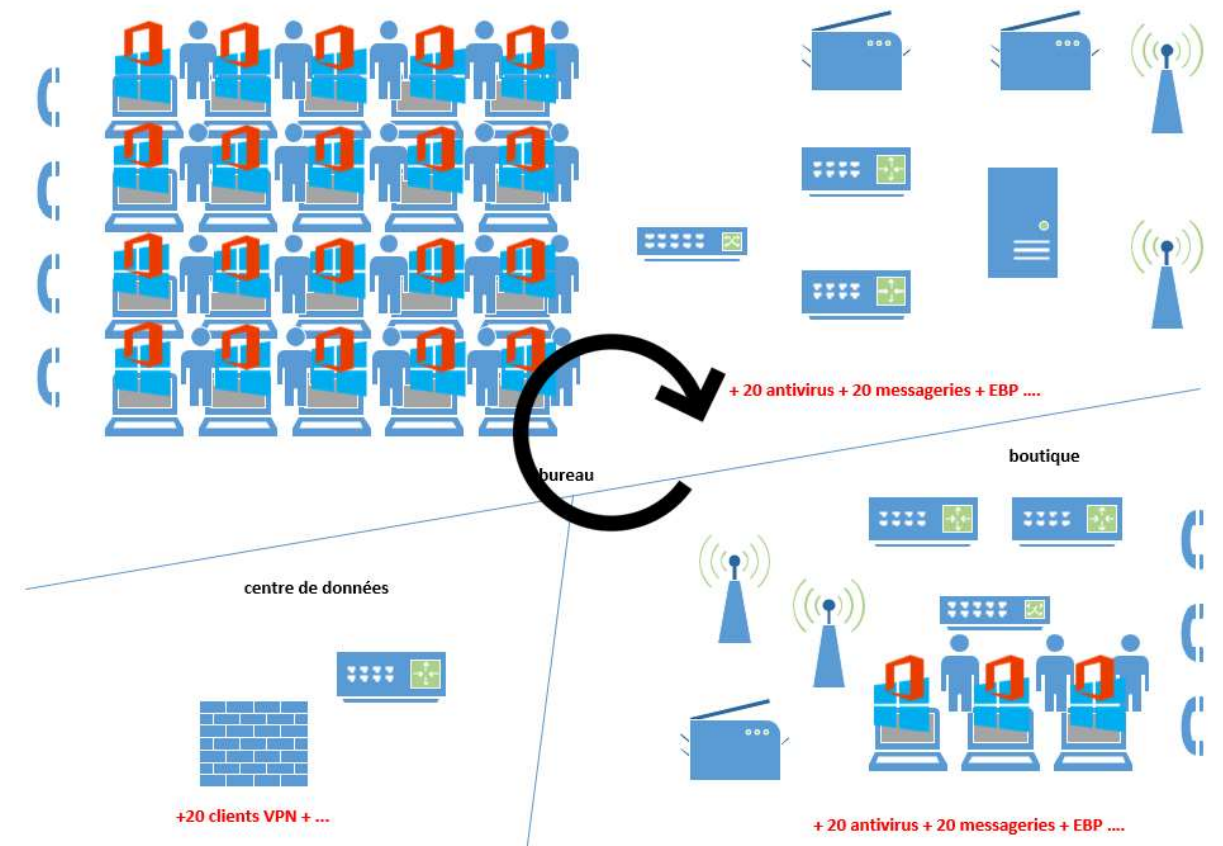 + 20 antivirus + 20 messageries + EBP ....
bureau
boutique
centre de données
+20 clients VPN + ...
+ 20 antivirus + 20 messageries + EBP ....